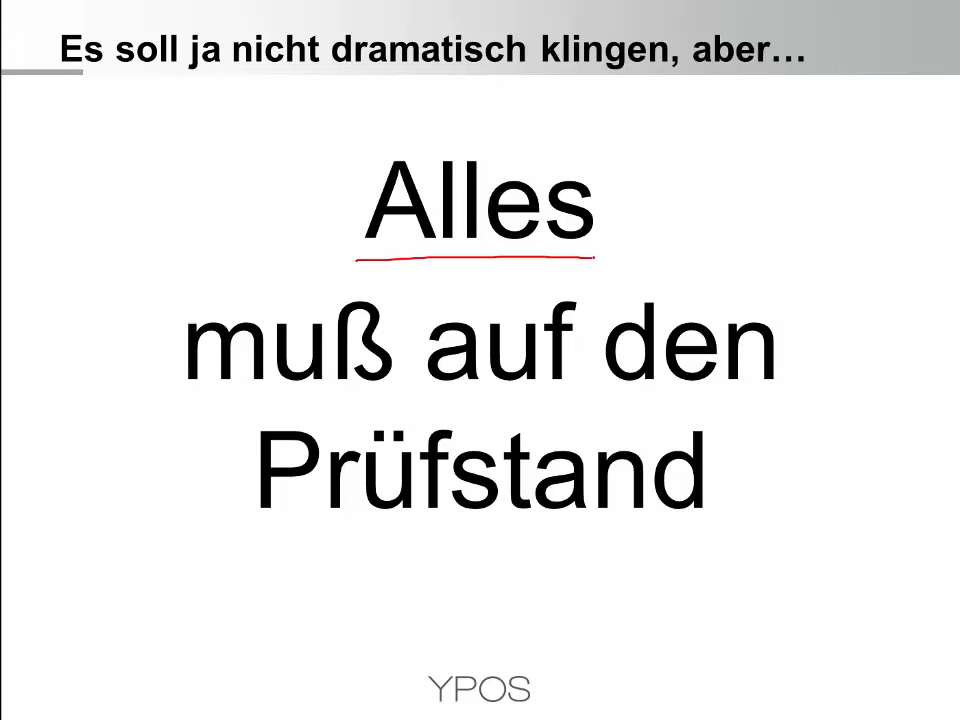 Es soll ja nicht dramatisch klingen, aber…
Alles
muß auf den
Prüfstand
YPOS